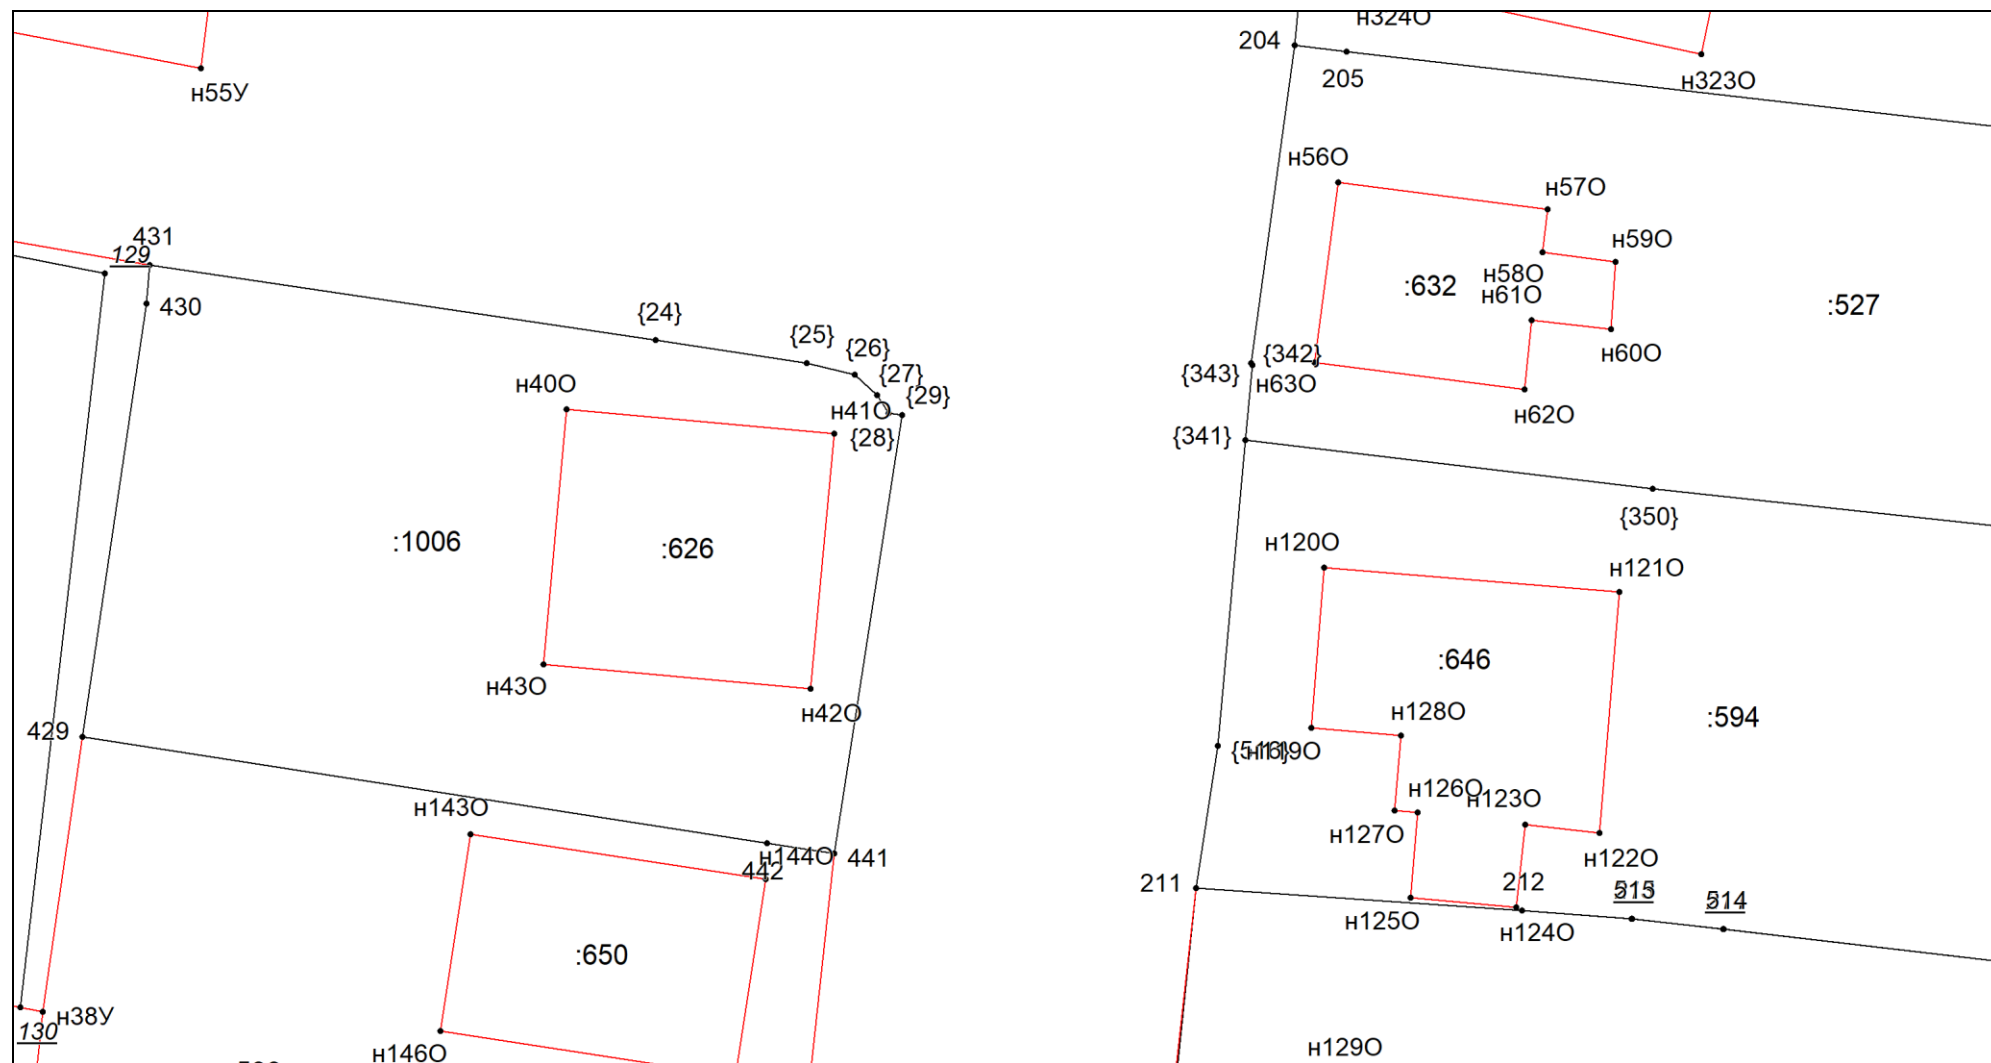 н324О
204
205
н323О
н55У
н56О
н57О
431
129
н59О
430
н58О
:632
н61О
:527
{24}
{25}
{26}
{27}
{29}
н60О
{342}
{343}
н63О
н40О
н41О
{28}
н62О
{341}
{350}
:1006
:626
н120О
н121О
:646
н43О
н42О
н128О
:594
429
н119О
н126О
н123О
н143О
н127О
н144О
441
442
н122О
211
212
514
н125О
н124О
:650
н38У
130
н146О
н129О